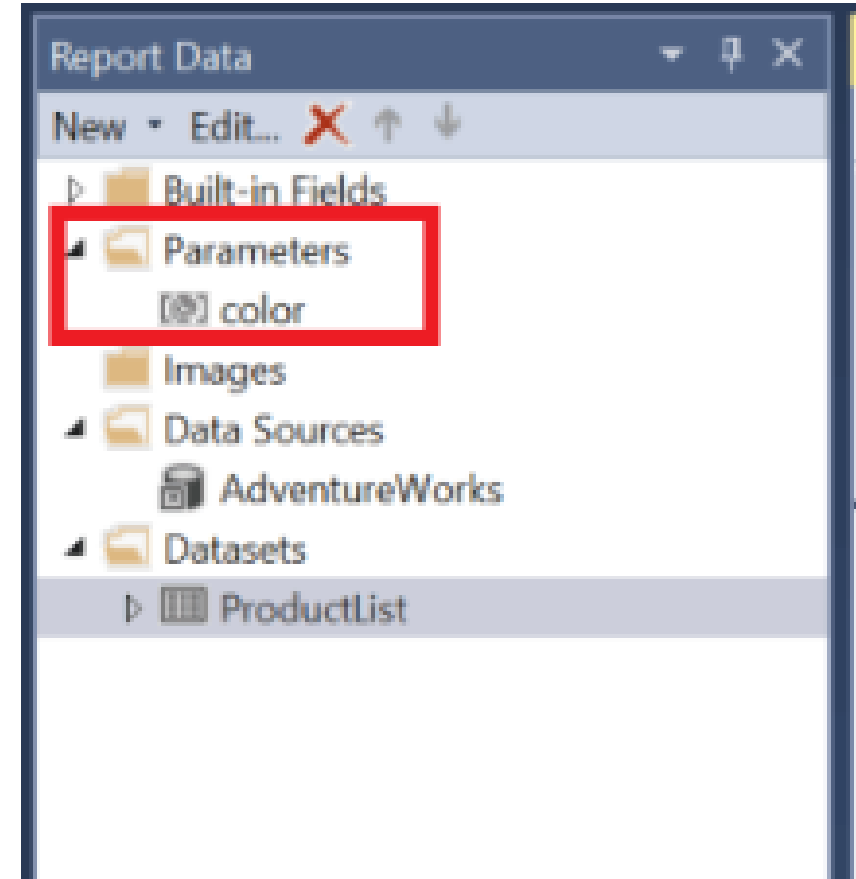 Report Data
New Edit...
Built-in Fields
Parameters
[@] color
Images
Data Sources
AdventureWorks
Datasets
ProductList